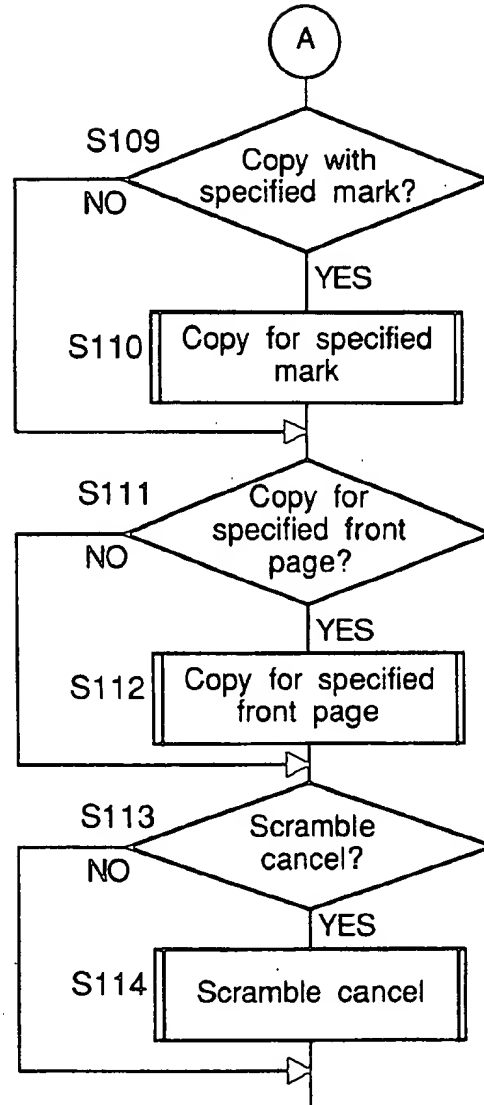 A
S109
Copy with
specified mark?
NO
YES
S110
Copy for specified
mark
S111
Copy for
specified front
page?
NO
YES
S112
Copy for specified
front page
S113
Scramble
cancel?
NO
YES
S114
Scramble cancel